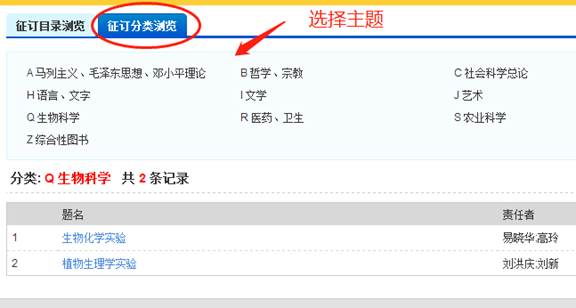 征订目录浏览 征订分类浏览 选择主题
A 马列主义、毛泽东思想、邓小平理论 B 哲学、宗教 C 社会科学总论
H 语言、文字 I 文学 J 艺术
Q 生物科学 R 医药、卫生 S 农业科学
Z 综合性图书
分类: Q 生物科学 共 2 条记录
题名 责任者
1 生物化学实验 易晓华;高玲
2 植物生理学实验 刘洪庆;刘新